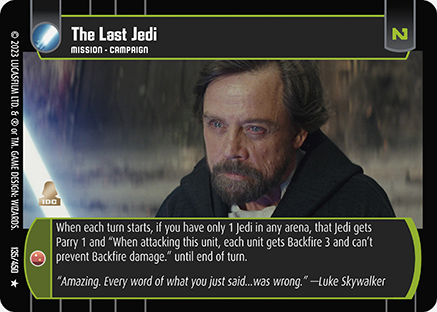 The Last Jedi
MISSION - CAMPAIGN
N
© 2023 LUCASFILM LTD. & ® or TM. GAME DESIGN: WIZARDS.
125/450 ★
100
When each turn starts, if you have only 1 Jedi in any arena, that Jedi gets
Parry 1 and “When attacking this unit, each unit gets Backfire 3 and can’t
prevent Backfire damage.” until end of turn.
“Amazing. Every word of what you just said...was wrong.” —Luke Skywalker